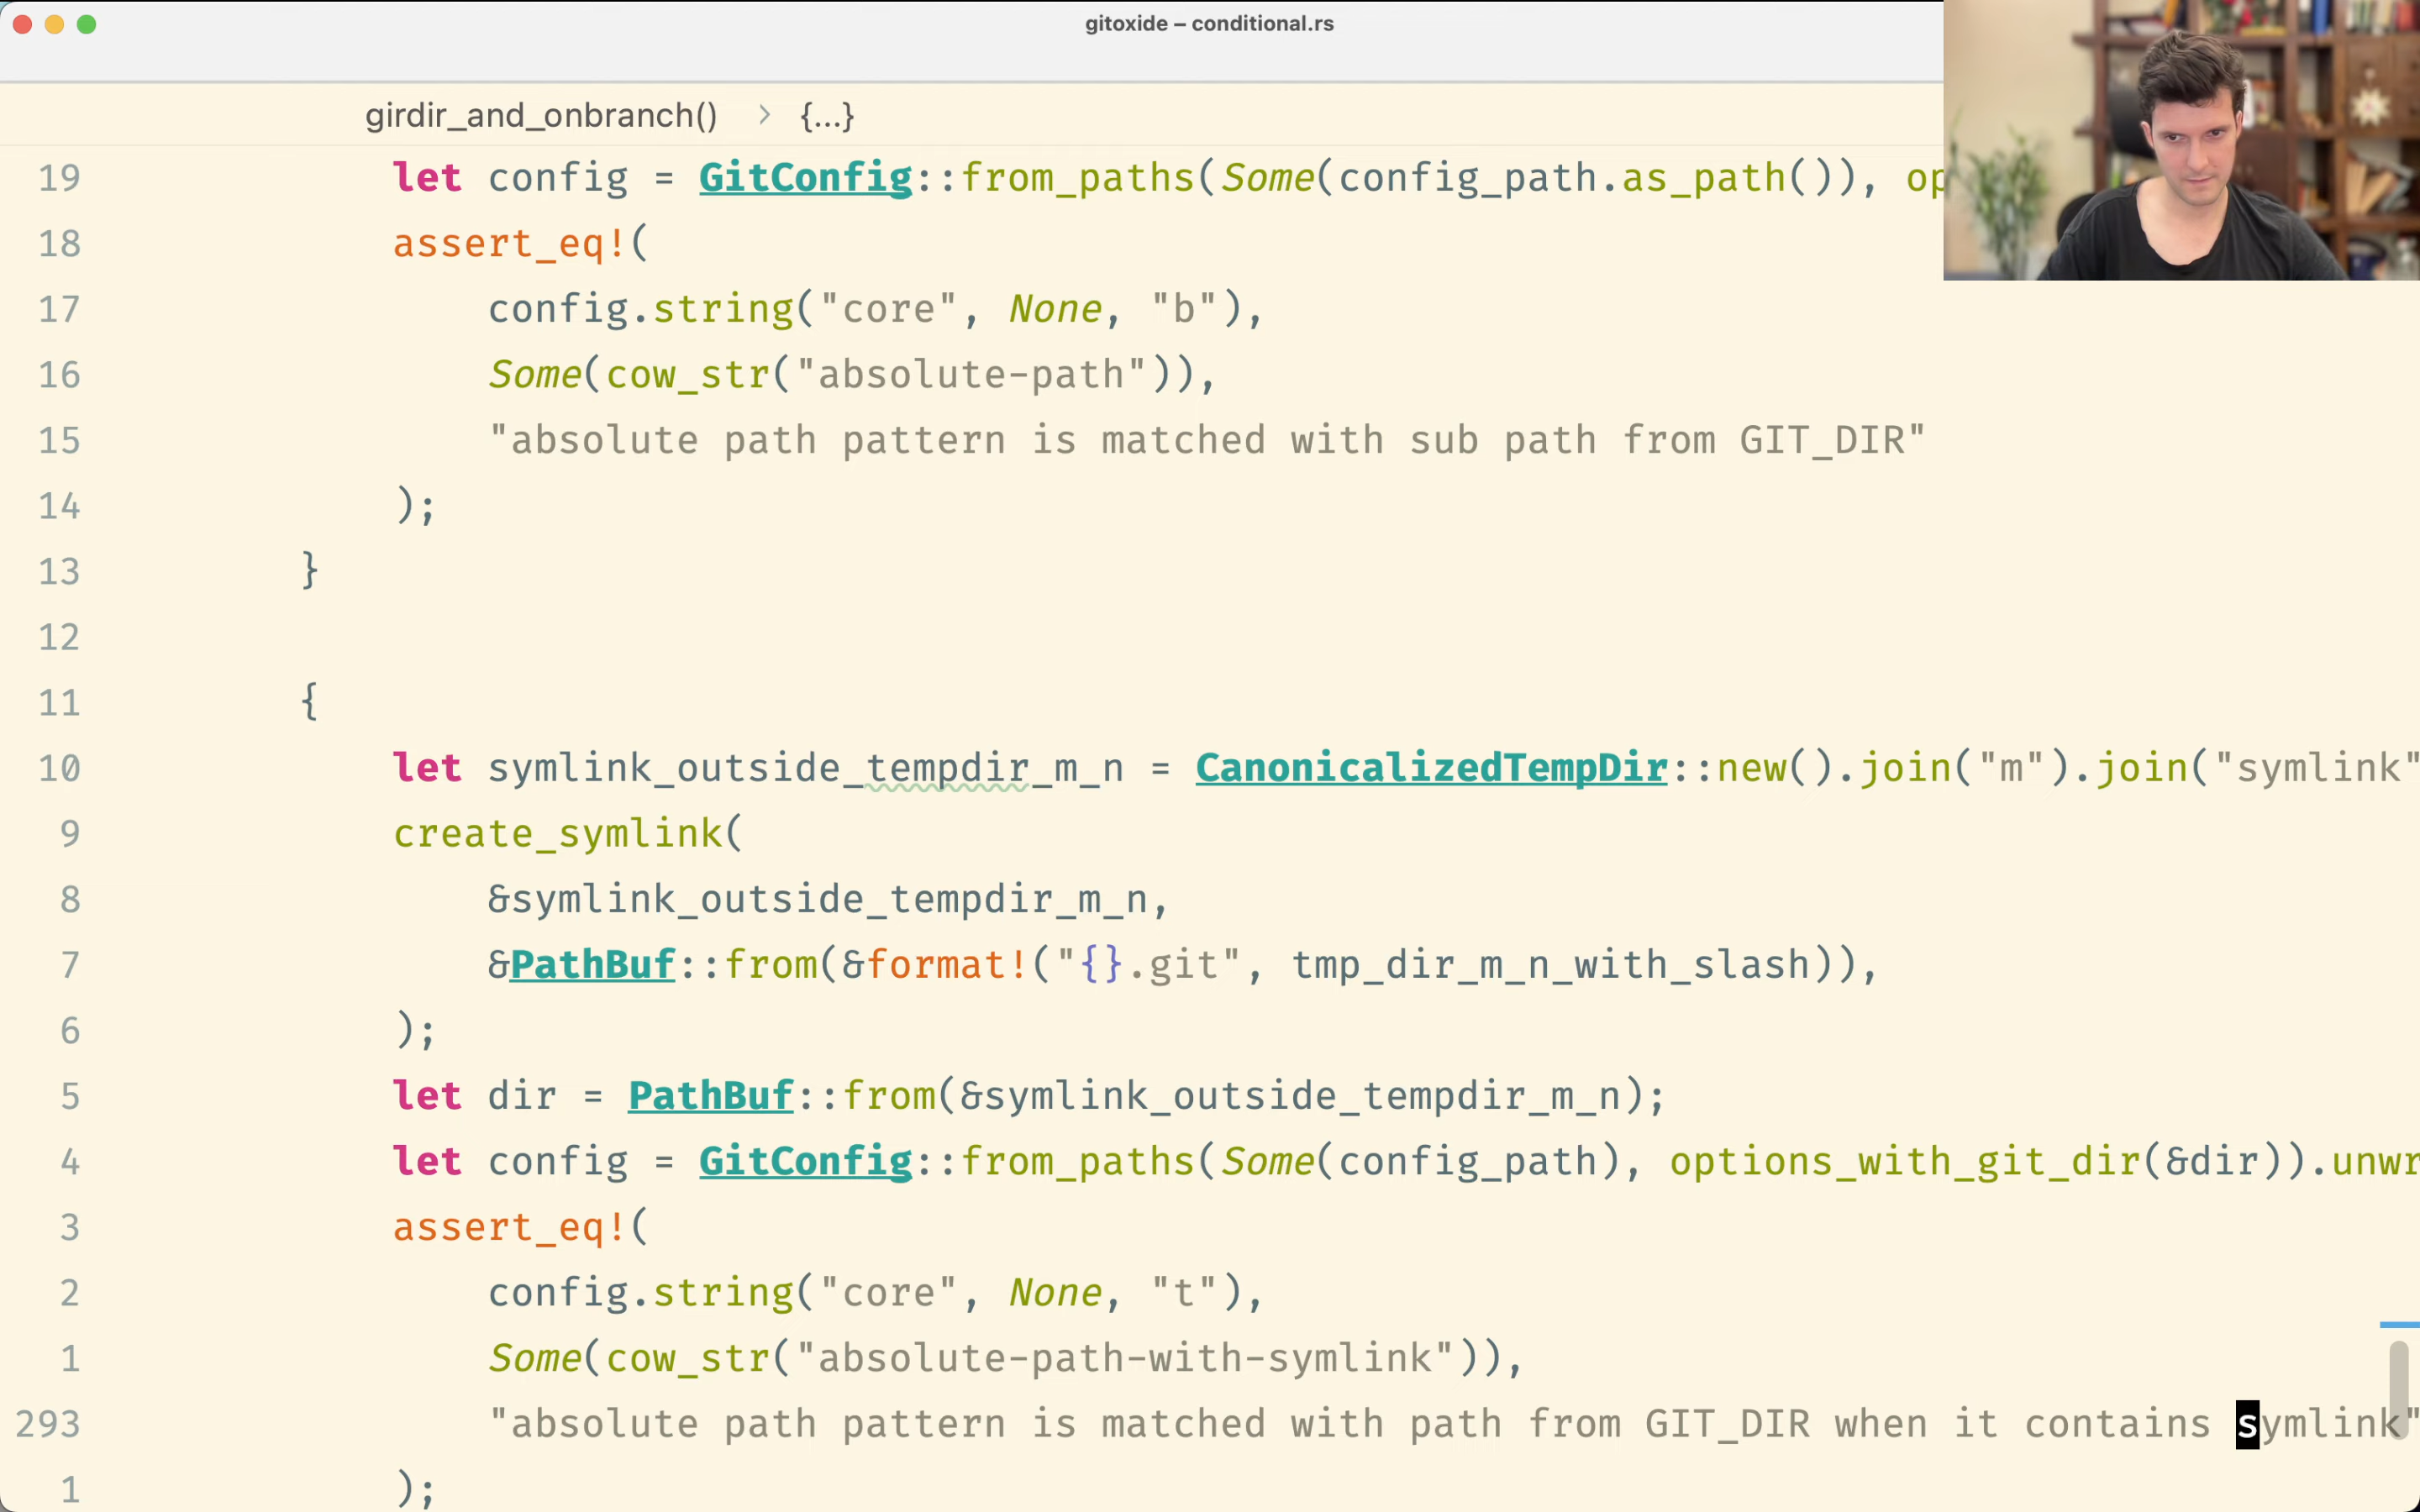 gitoxide – conditional.rs
girdir_and_onbranch() > {...}
19 let config = GitConfig::from_paths(Some(config_path.as_path()), op
18 assert_eq!(
17 config.string("core", None, "b"),
16 Some(cow_str("absolute-path")),
15 "absolute path pattern is matched with sub path from GIT_DIR"
14 );
13 }
12
11 {
10 let symlink_outside_tempdir_m_n = CanonicalizedTempDir::new().join("m").join("symlink"
9 create_symlink(
8 &symlink_outside_tempdir_m_n,
7 &PathBuf::from(&format!("{}.git", tmp_dir_m_n_with_slash)),
6 );
5 let dir = PathBuf::from(&symlink_outside_tempdir_m_n);
4 let config = GitConfig::from_paths(Some(config_path), options_with_git_dir(&dir)).unwr
3 assert_eq!(
2 config.string("core", None, "t"),
1 Some(cow_str("absolute-path-with-symlink")),
293 "absolute path pattern is matched with path from GIT_DIR when it contains symlink"
1 );